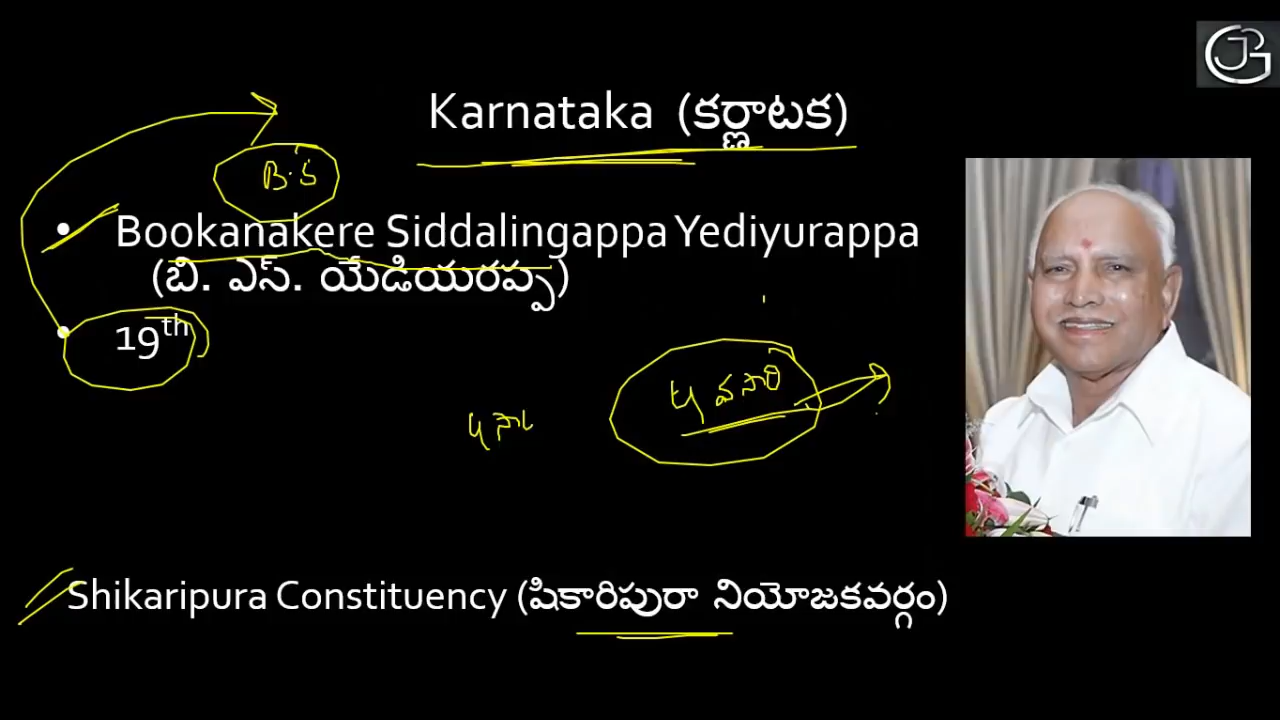 Karnataka (కర్ణాటక)
B.S
Bookanakere Siddalingappa Yediyurappa
(బి. ఎస్. యేడియరప్ప)
19th
4 వసారి
4 సా
Shikaripura Constituency (షికారిపురా నియోజకవర్గం)